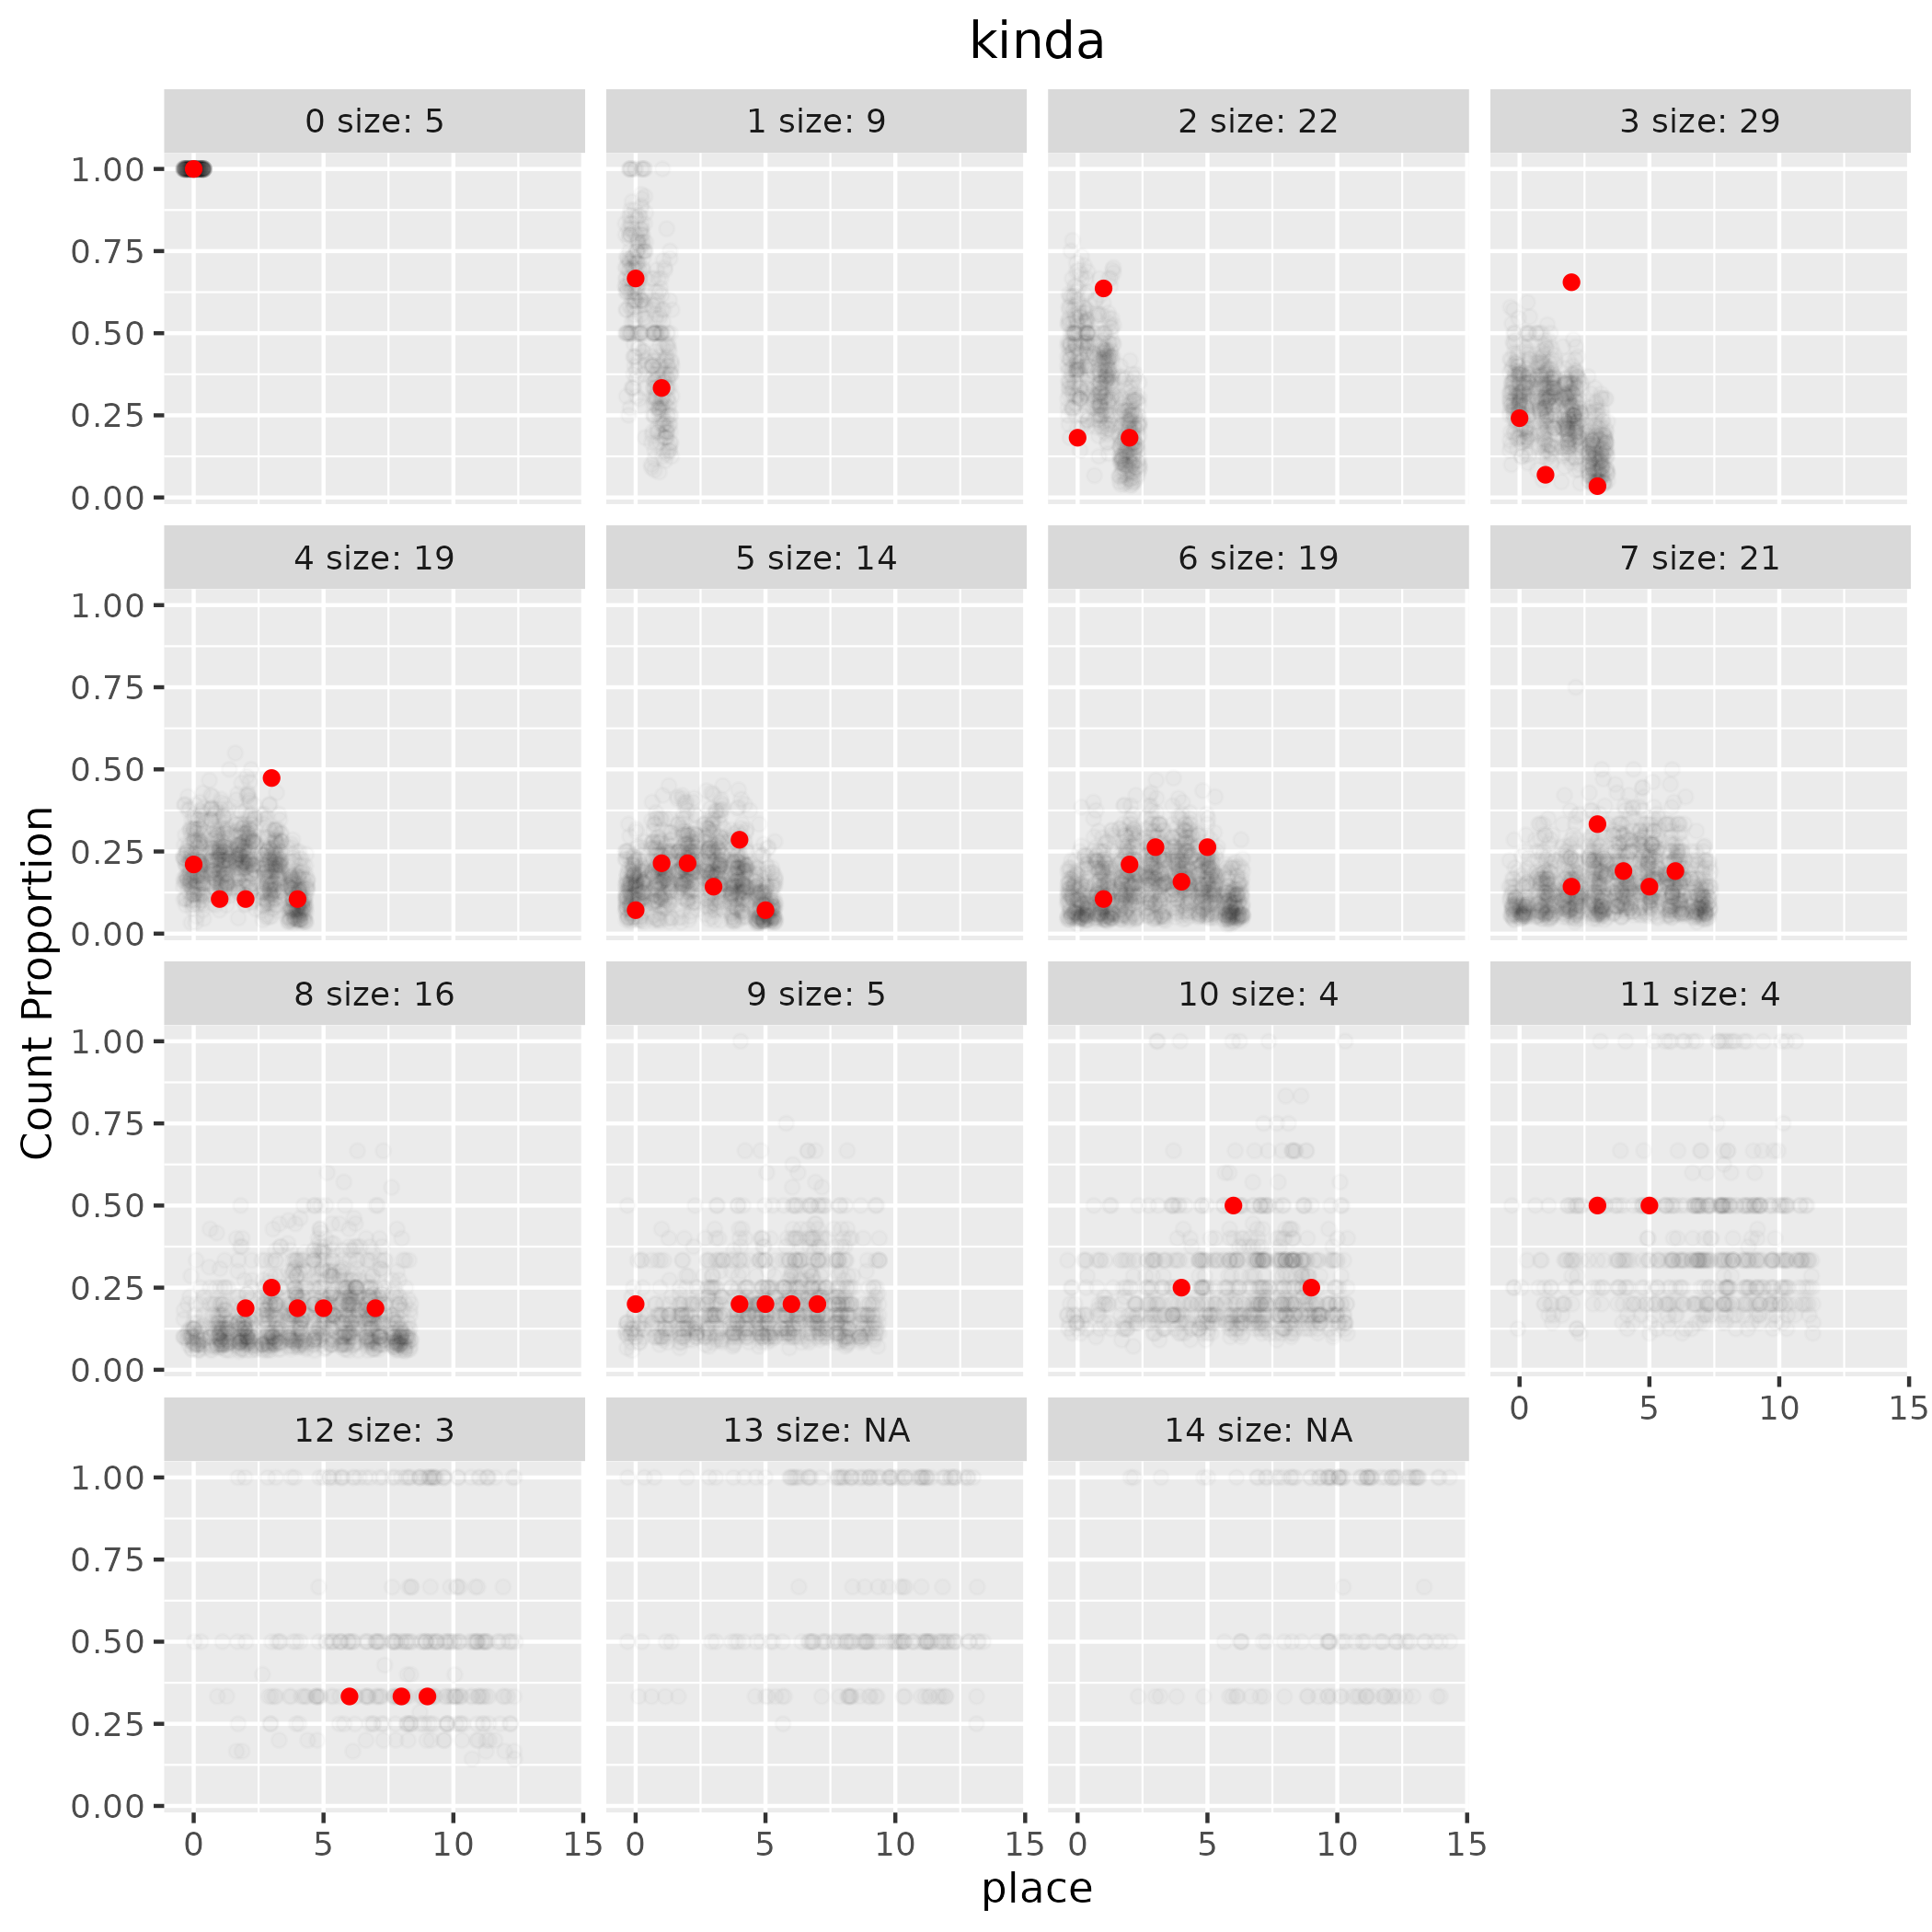 kinda
0 size: 5
1 size: 9
2 size: 22
3 size: 29
1.00
0.75
0.50
0.25
0.00
4 size: 19
5 size: 14
6 size: 19
7 size: 21
1.00
0.75
0.50
0.25
0.00
Count Proportion
8 size: 16
9 size: 5
10 size: 4
11 size: 4
1.00
0.75
0.50
0.25
0.00
0 5 10 15
12 size: 3
13 size: NA
14 size: NA
1.00
0.75
0.50
0.25
0.00
0 5 10 15
0 5 10 15
0 5 10 15
place